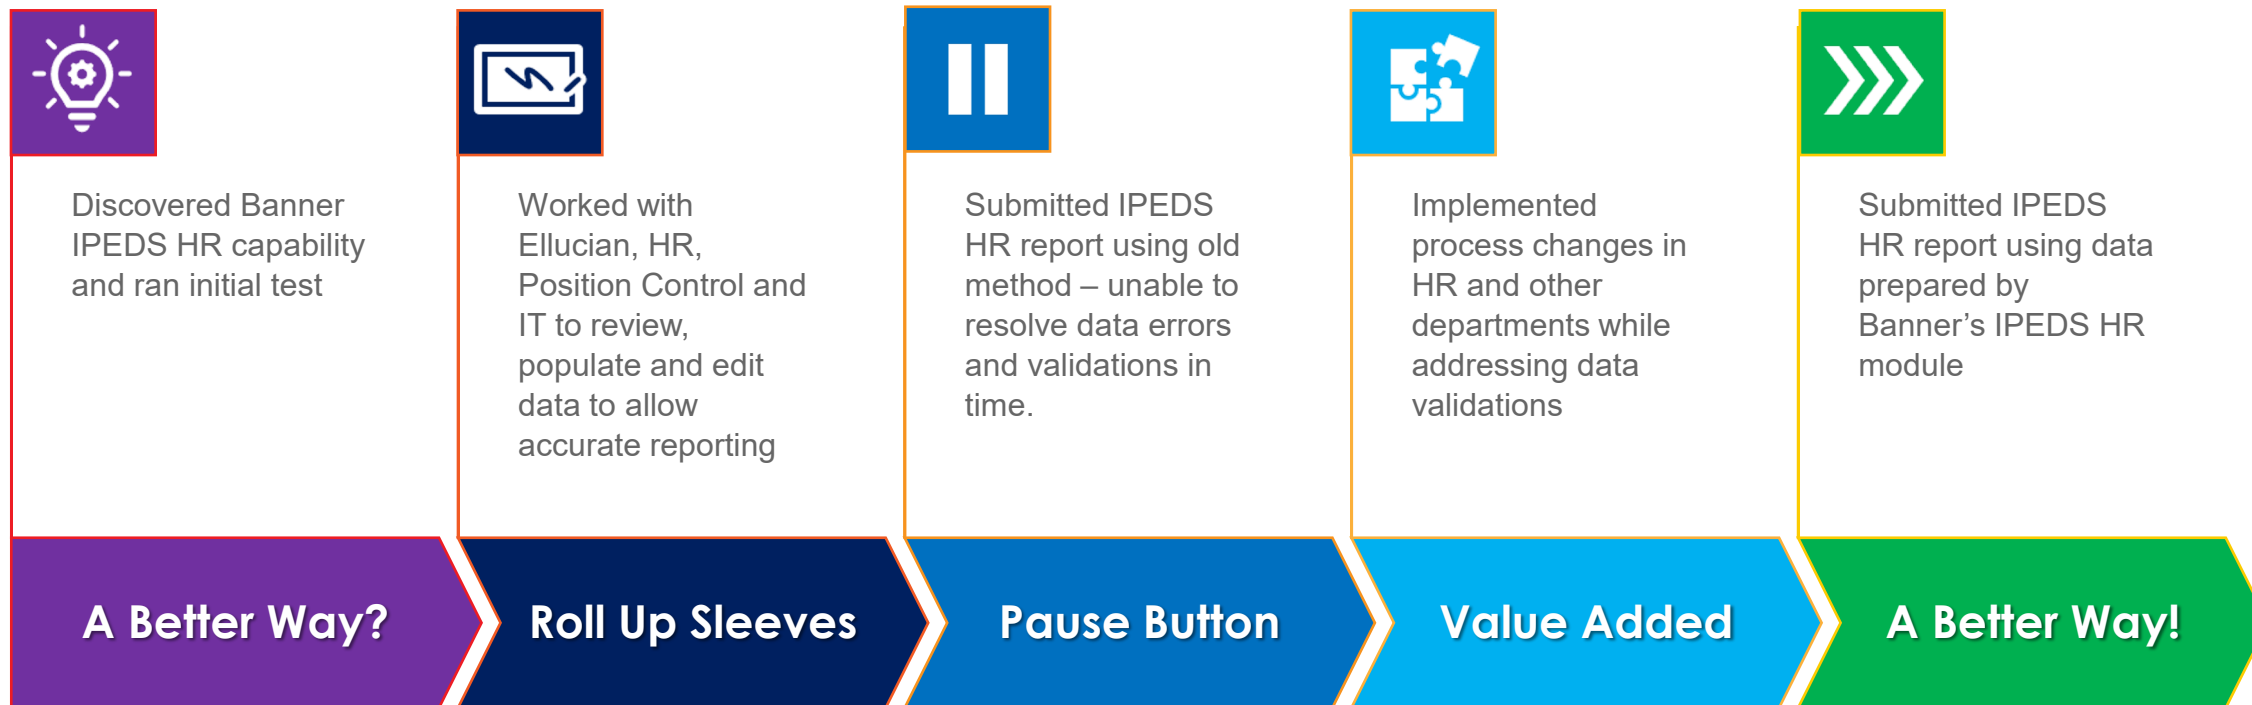 Discovered Banner
IPEDS HR capability
and ran initial test
Worked with
Ellucian, HR,
Position Control and
IT to review,
populate and edit
data to allow
accurate reporting
Submitted IPEDS
HR report using old
method – unable to
resolve data errors
and validations in
time.
Implemented
process changes in
HR and other
departments while
addressing data
validations
Submitted IPEDS
HR report using data
prepared by
Banner’s IPEDS HR
module
A Better Way?
Roll Up Sleeves
Pause Button
Value Added
A Better Way!